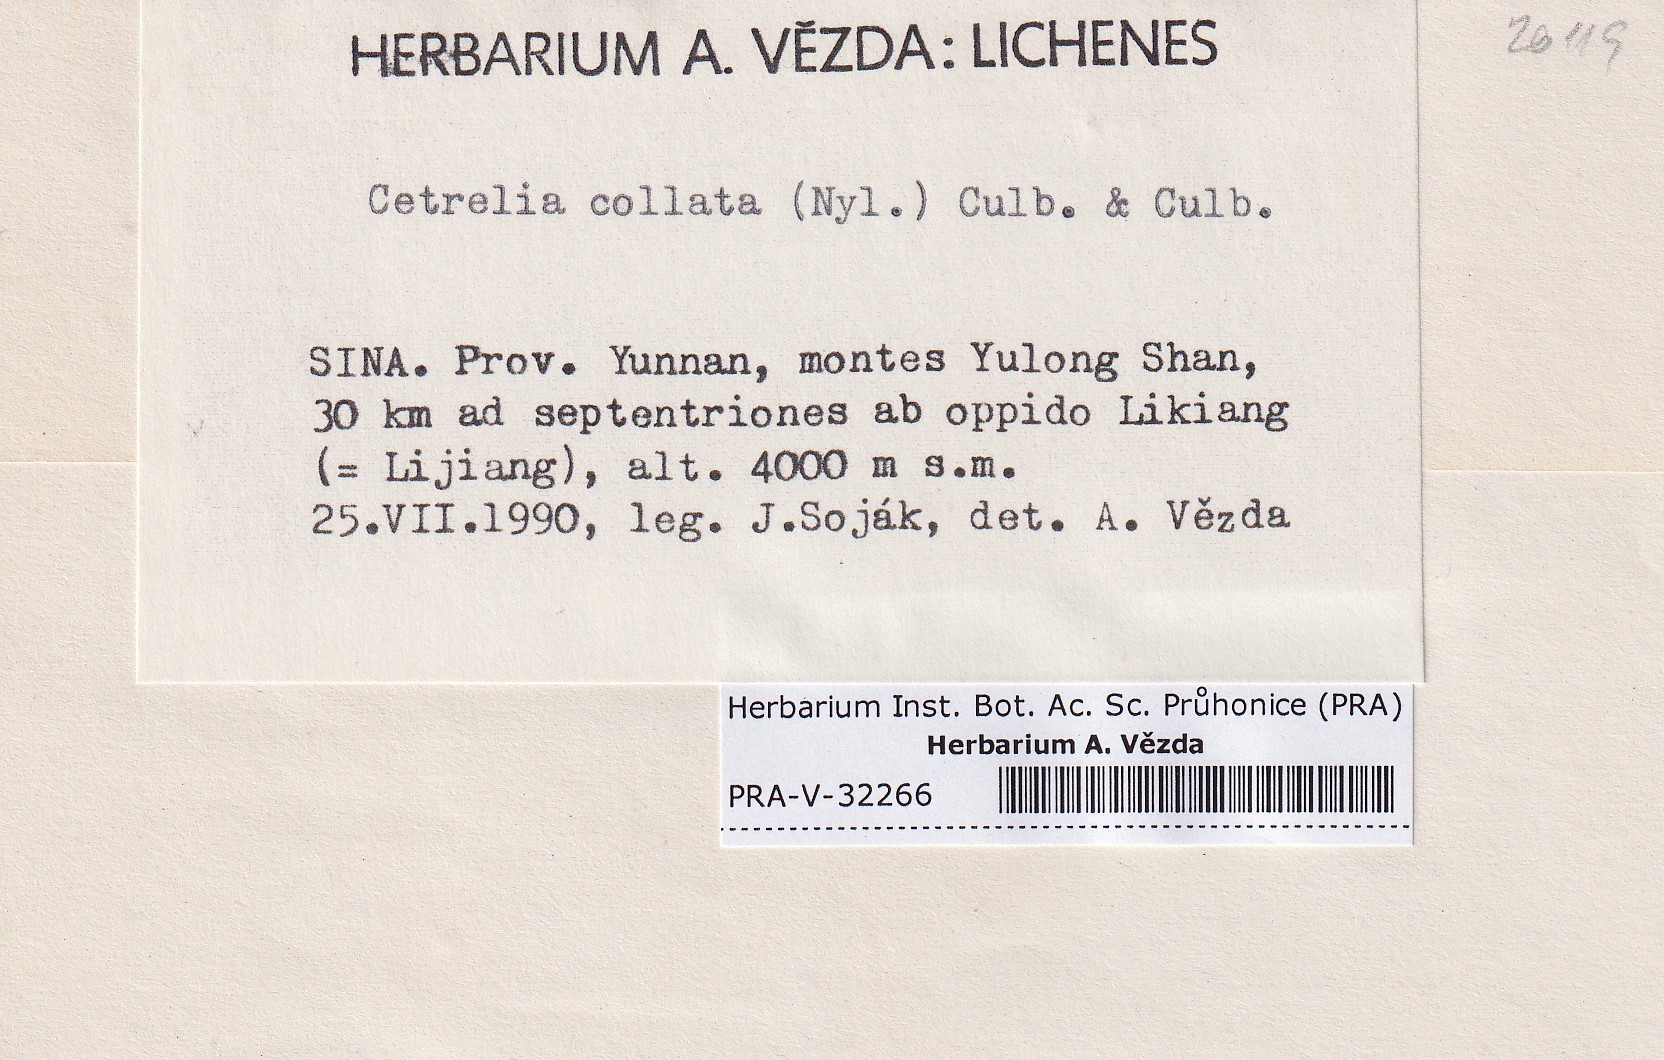 HERBARIUM A. VĚZDA: LICHENES
Cetrelia collata (Nyl.) Culb. & Culb.
SINA. Prov. Yunnan, montes Yulong Shan,
30 km ad septentriones ab oppido Likiang
(= Lijiang), alt. 4000 m s.m.
25.VII.1990, leg. J.Soják, det. A. Vězda
Herbarium Inst. Bot. Ac. Sc. Průhonice (PRA)
Herbarium A. Vězda
PRA-V-32266